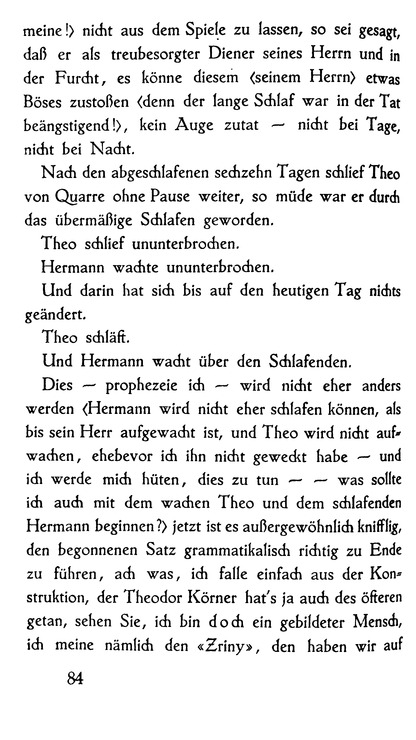 meine!) nicht aus dem Spiele zu lassen, so sei gesagt,
daß er als treubesorgter Diener seines Herrn und in
der Furcht, es könne diesem (seinem Herrn) etwas
Böses zustoßen (denn der lange Schlaf war in der Tat
beängstigend!), kein Auge zutat — nicht bei Tage,
nicht bei Nacht.
Nach den abgeschlafenen sechzehn Tagen schlief Theo
von Quarre ohne Pause weiter, so müde war er durch
das übermäßige Schlafen geworden.
Theo schlief ununterbrochen.
Hermann wachte ununterbrochen.
Und darin hat sich bis auf den heutigen Tag nichts
geändert.
Theo schläft.
Und Hermann wacht über den Schlafenden.
Dies — prophezeie ich — wird nicht eher anders
werden (Hermann wird nicht eher schlafen können, als
bis sein Herr aufgewacht ist, und Theo wird nicht auf-
wachen, ehebevor ich ihn nicht geweckt habe — und
ich werde mich hüten, dies zu tun — — was sollte
ich auch mit dem wachen Theo und dem schlafenden
Hermann beginnen?) jetzt ist es außergewöhnlich knifflig,
den begonnenen Satz grammatikalisch richtig zu Ende
zu führen, ach was, ich falle einfach aus der Kon-
struktion, der Theodor Körner hat's ja auch des öfteren
getan, sehen Sie, ich bin doch ein gebildeter Mensch,
ich meine nämlich den «Zriny», den haben wir auf
84